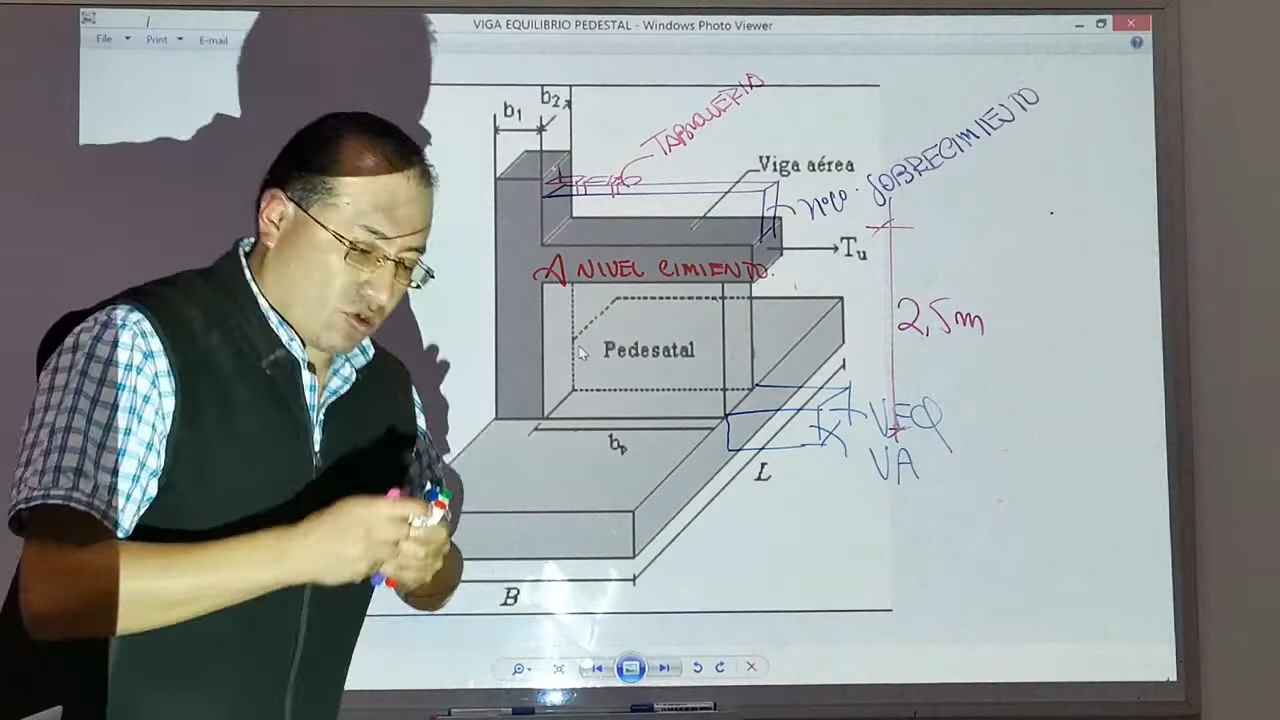 VIGA EQUILIBRIO PEDESTAL - Windows Photo Viewer
File Print E-mail
b1
b2
TABIQUERIA
Viga aérea
SOBRECIMIENTO
Tu
A NIVEL CIMIENTO.
2,5m
Pedesatal
VEQ
bp
VA
L
B